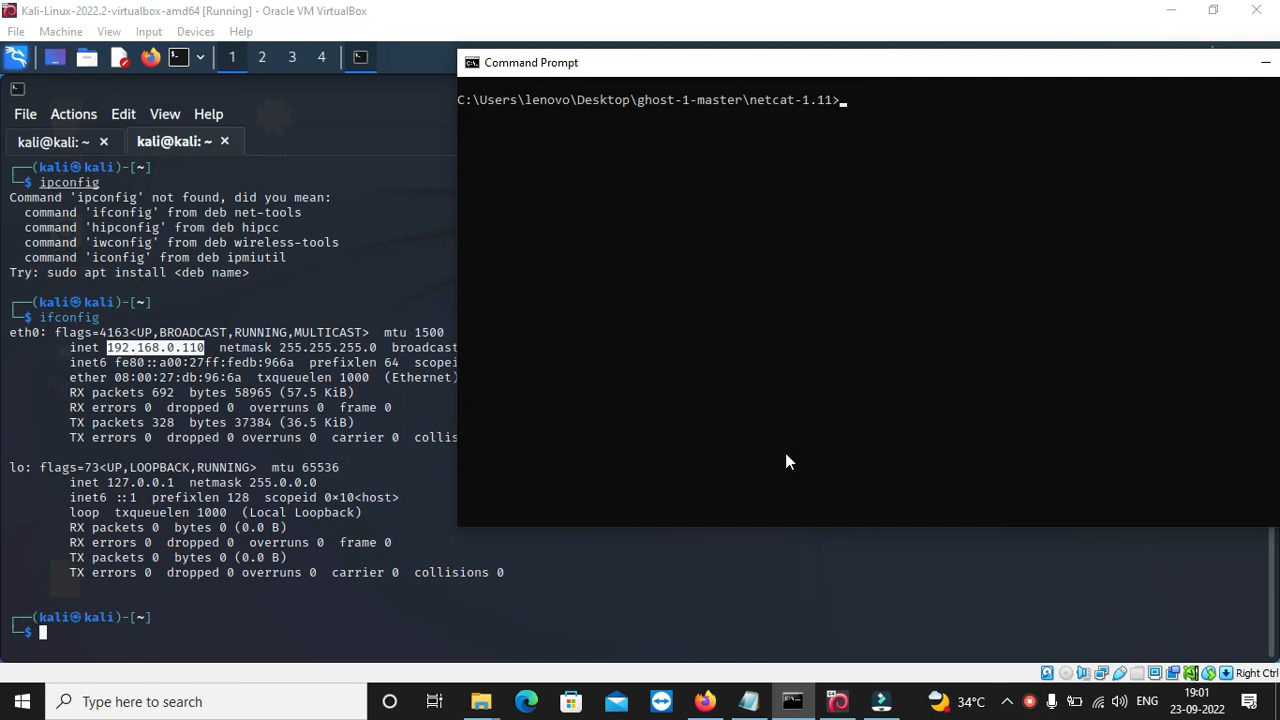 Kali-Linux-2022.2-virtualbox-amd64 [Running] - Oracle VM VirtualBox
File Machine View Input Devices Help
1 2 3 4
Command Prompt
C:\Users\lenovo\Desktop\ghost-1-master\netcat-1.11>
File Actions Edit View Help
kali@kali: ~ × kali@kali: ~ ×
┌──(kali㉿kali)-[~]
└─$ ipconfig
Command 'ipconfig' not found, did you mean:
command 'ifconfig' from deb net-tools
command 'hipconfig' from deb hipcc
command 'iwconfig' from deb wireless-tools
command 'iconfig' from deb ipmiutil
Try: sudo apt install <deb name>
┌──(kali㉿kali)-[~]
└─$ ifconfig
eth0: flags=4163<UP,BROADCAST,RUNNING,MULTICAST> mtu 1500
inet 192.168.0.110 netmask 255.255.255.0 broadcast
inet6 fe80::a00:27ff:fedb:966a prefixlen 64 scopei
ether 08:00:27:db:96:6a txqueuelen 1000 (Ethernet)
RX packets 692 bytes 58965 (57.5 KiB)
RX errors 0 dropped 0 overruns 0 frame 0
TX packets 328 bytes 37384 (36.5 KiB)
TX errors 0 dropped 0 overruns 0 carrier 0 collis
lo: flags=73<UP,LOOPBACK,RUNNING> mtu 65536
inet 127.0.0.1 netmask 255.0.0.0
inet6 ::1 prefixlen 128 scopeid 0×10<host>
loop txqueuelen 1000 (Local Loopback)
RX packets 0 bytes 0 (0.0 B)
RX errors 0 dropped 0 overruns 0 frame 0
TX packets 0 bytes 0 (0.0 B)
TX errors 0 dropped 0 overruns 0 carrier 0 collisions 0
┌──(kali㉿kali)-[~]
└─$
Right Ctrl
Type here to search
34°C
ENG
19:01
23-09-2022